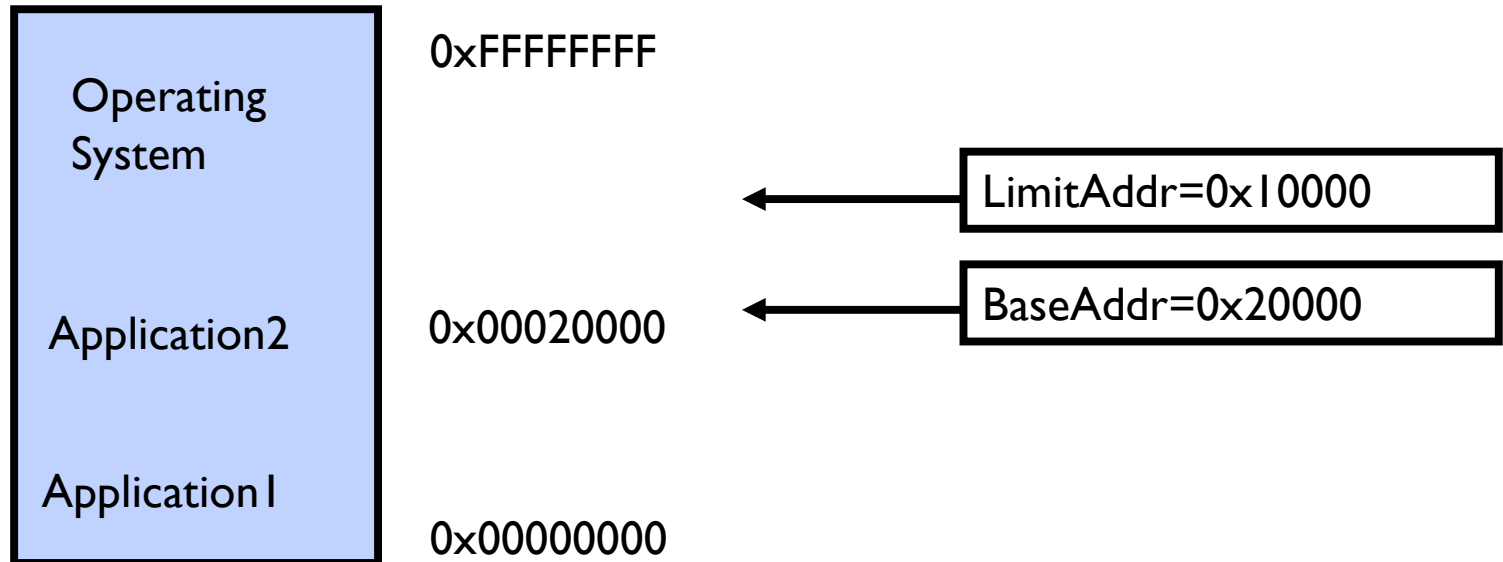 0xFFFFFFFF
Operating
System
LimitAddr=0x10000
BaseAddr=0x20000
Application2
0x00020000
Application1
0x00000000